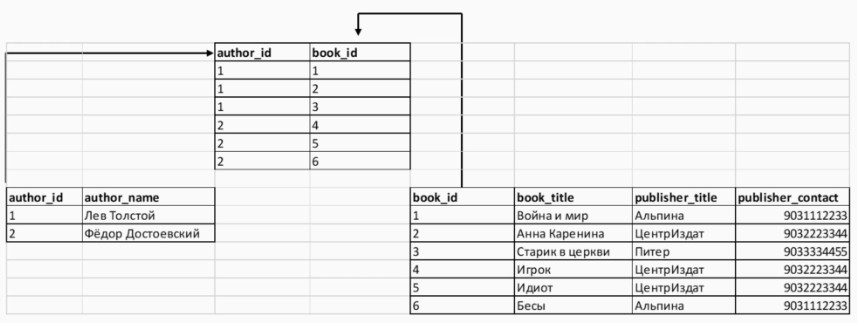 author_id book_id
1 1
1 2
1 3
2 4
2 5
2 6
author_id author_name
1 Лев Толстой
2 Фёдор Достоевский
book_id book_title publisher_title publisher_contact
1 Война и мир Альпина 9031112233
2 Анна Каренина ЦентрИздат 9032223344
3 Старик в церкви Питер 9033334455
4 Игрок ЦентрИздат 9032223344
5 Идиот ЦентрИздат 9032223344
6 Бесы Альпина 9031112233